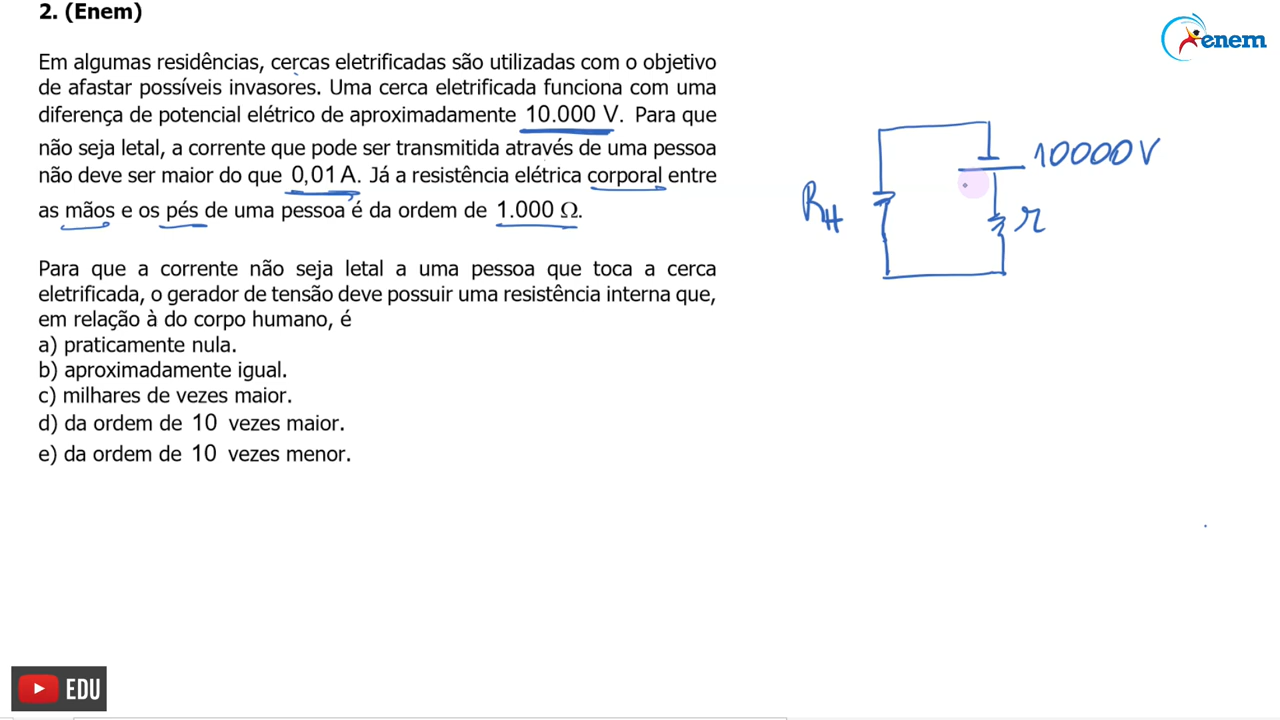 2. (Enem)
Em algumas residências, cercas eletrificadas são utilizadas com o objetivo
de afastar possíveis invasores. Uma cerca eletrificada funciona com uma
diferença de potencial elétrico de aproximadamente 10.000 V. Para que
não seja letal, a corrente que pode ser transmitida através de uma pessoa
não deve ser maior do que 0,01 A. Já a resistência elétrica corporal entre
as mãos e os pés de uma pessoa é da ordem de 1.000 Ω.
Para que a corrente não seja letal a uma pessoa que toca a cerca
eletrificada, o gerador de tensão deve possuir uma resistência interna que,
em relação à do corpo humano, é
a) praticamente nula.
b) aproximadamente igual.
c) milhares de vezes maior.
d) da ordem de 10 vezes maior.
e) da ordem de 10 vezes menor.
enem
10000V
RH
r
EDU